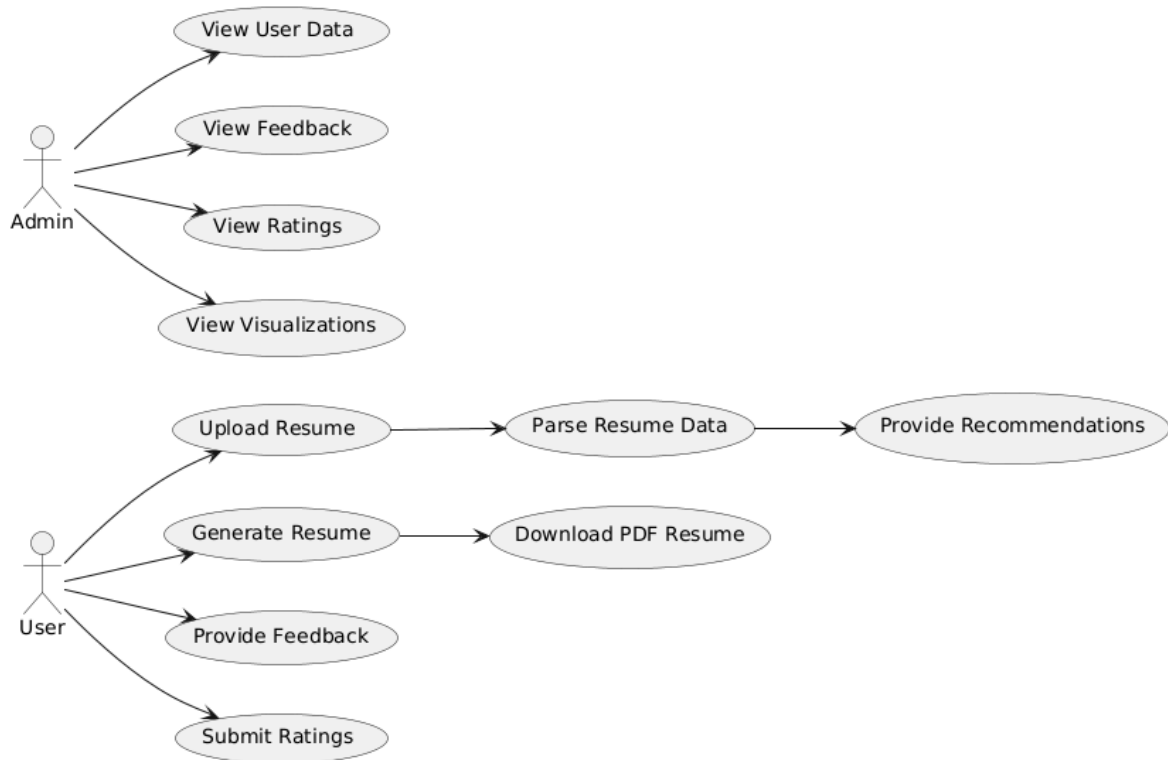 View User Data
View Feedback
Admin
View Ratings
View Visualizations
Upload Resume
Parse Resume Data
Provide Recommendations
Generate Resume
Download PDF Resume
User
Provide Feedback
Submit Ratings